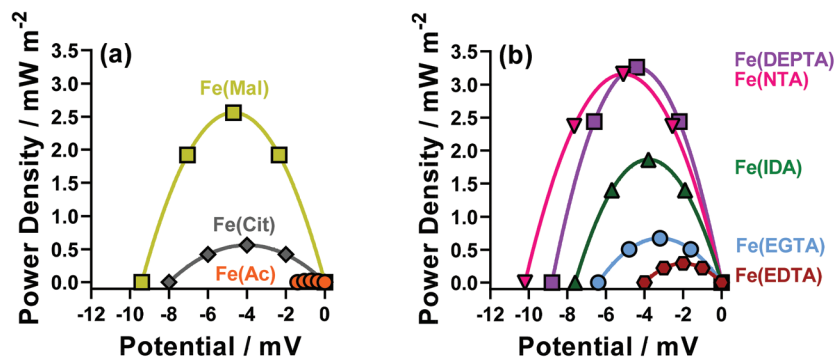 (a)
Power Density / mW m-2
3.5
3.0
2.5
2.0
1.5
1.0
0.5
0.0
Fe(Mal)
Fe(Cit)
Fe(Ac)
-12 -10 -8 -6 -4 -2 0
Potential / mV
(b)
Power Density / mW m-2
3.5
3.0
2.5
2.0
1.5
1.0
0.5
0.0
Fe(DEPTA)
Fe(NTA)
Fe(IDA)
Fe(EGTA)
Fe(EDTA)
-12 -10 -8 -6 -4 -2 0
Potential / mV